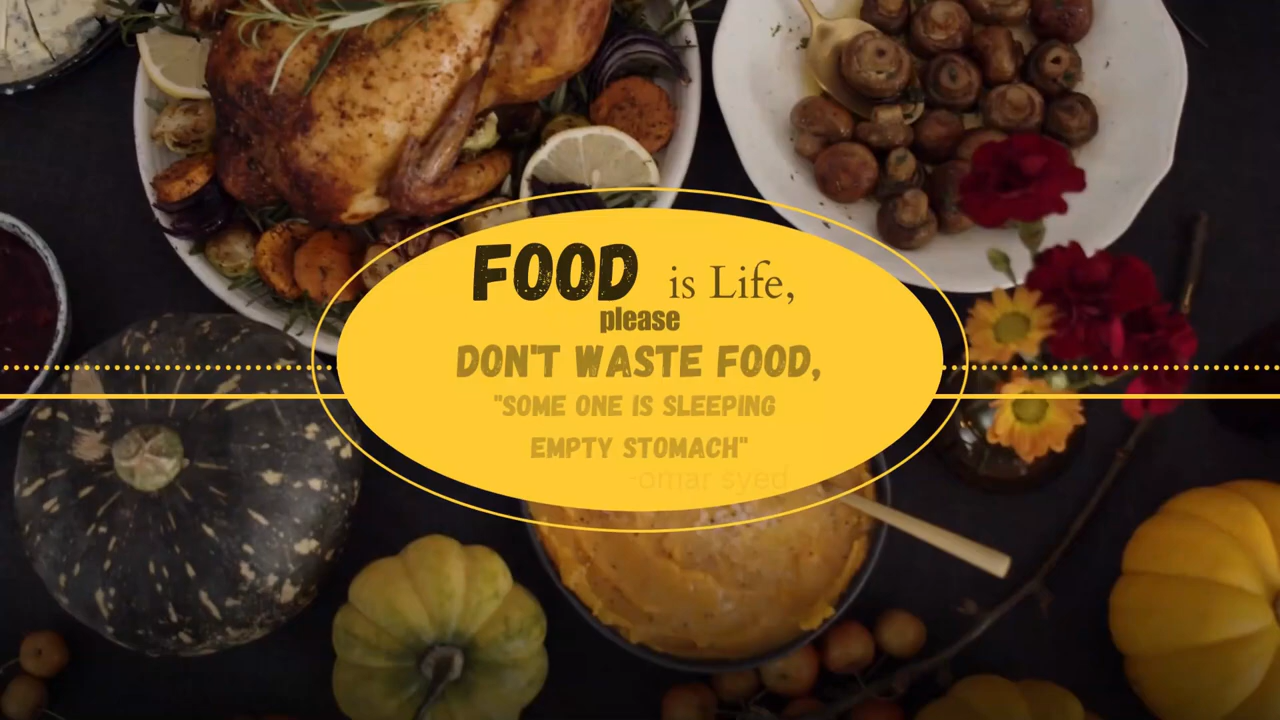 FOOD is Life,
please
DON'T WASTE FOOD,
"SOME ONE IS SLEEPING
EMPTY STOMACH"
-omar syed